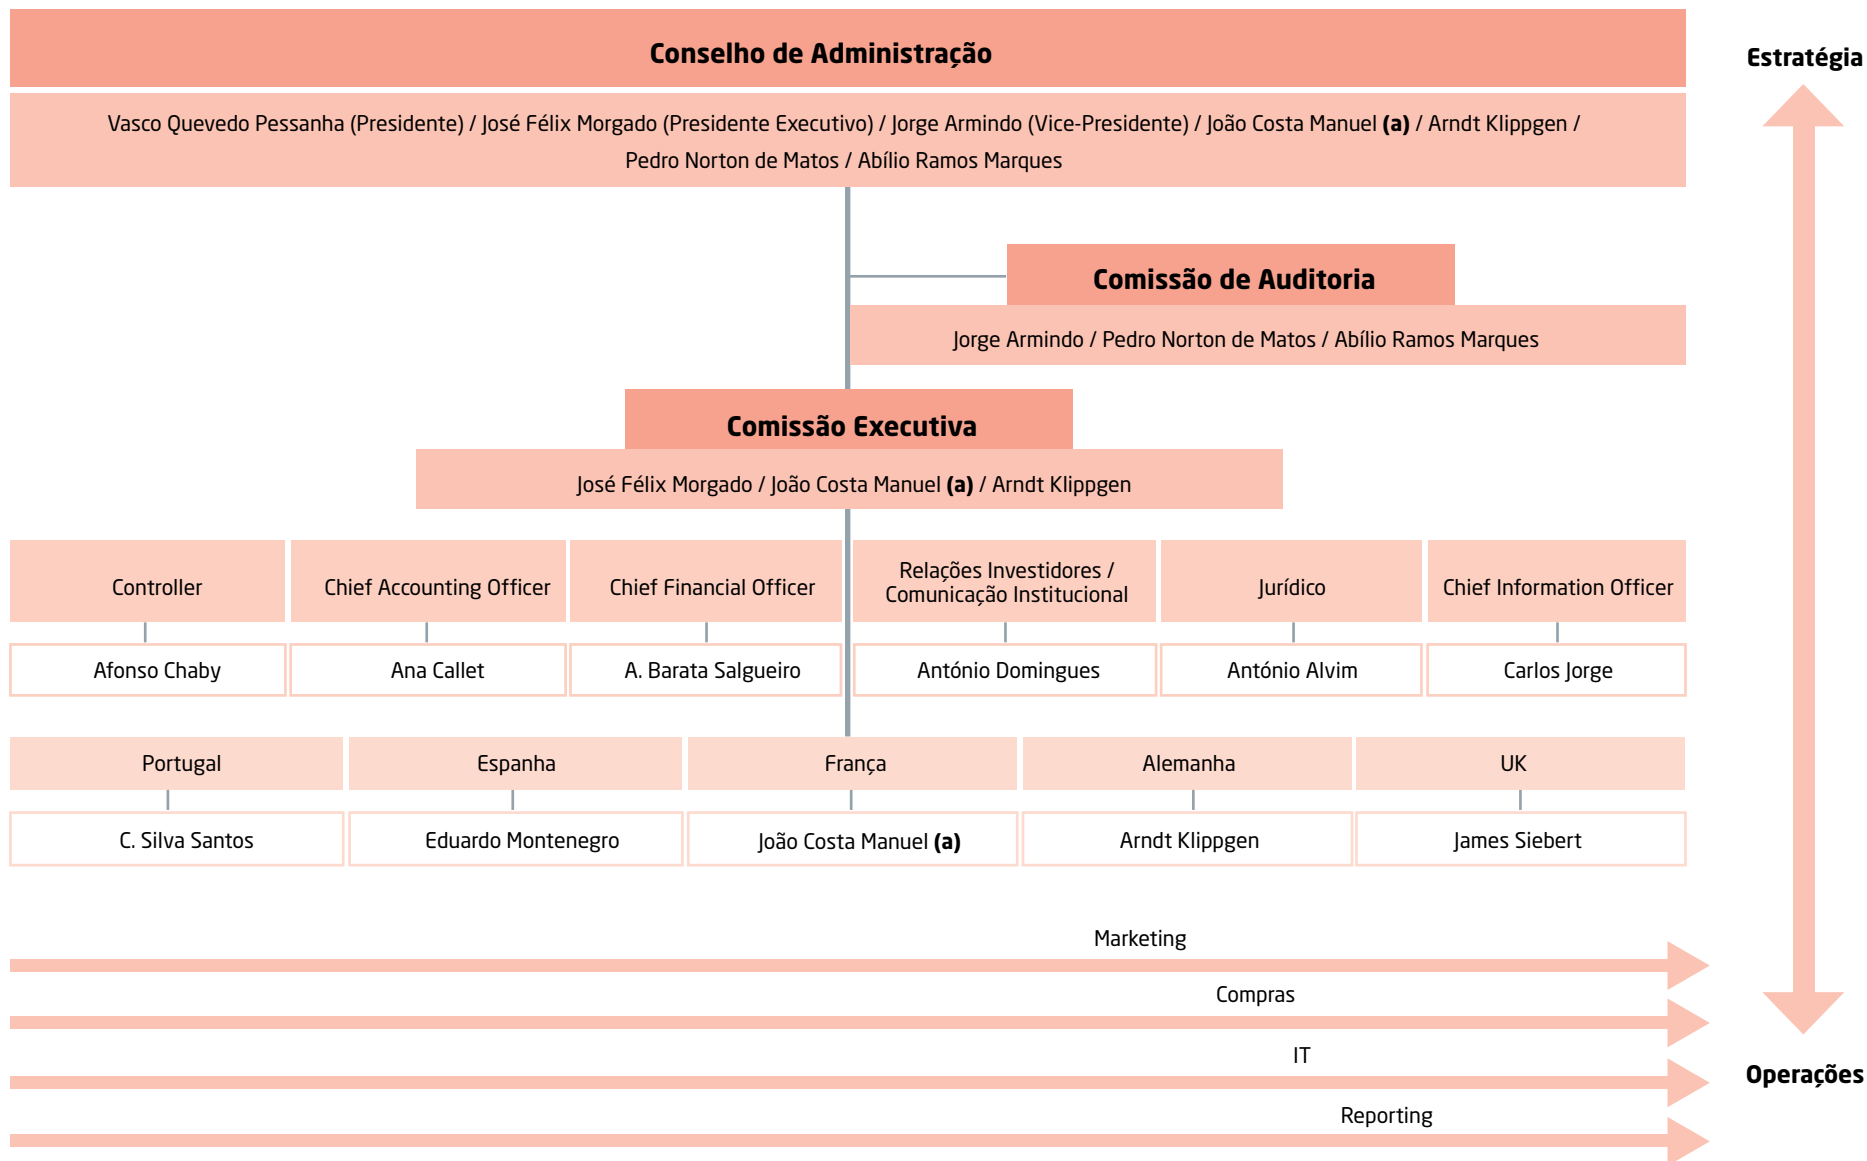 Conselho de Administração
Estratégia
Vasco Quevedo Pessanha (Presidente) / José Félix Morgado (Presidente Executivo) / Jorge Armindo (Vice-Presidente) / João Costa Manuel (a) / Arndt Klippgen /
Pedro Norton de Matos / Abílio Ramos Marques
Comissão de Auditoria
Jorge Armindo / Pedro Norton de Matos / Abílio Ramos Marques
Comissão Executiva
José Félix Morgado / João Costa Manuel (a) / Arndt Klippgen
Controller
Chief Accounting Officer
Chief Financial Officer
Relações Investidores /
Comunicação Institucional
Jurídico
Chief Information Officer
Afonso Chaby
Ana Callet
A. Barata Salgueiro
António Domingues
António Alvim
Carlos Jorge
Portugal
Espanha
França
Alemanha
UK
C. Silva Santos
Eduardo Montenegro
João Costa Manuel (a)
Arndt Klippgen
James Siebert
Marketing
Compras
IT
Operações
Reporting